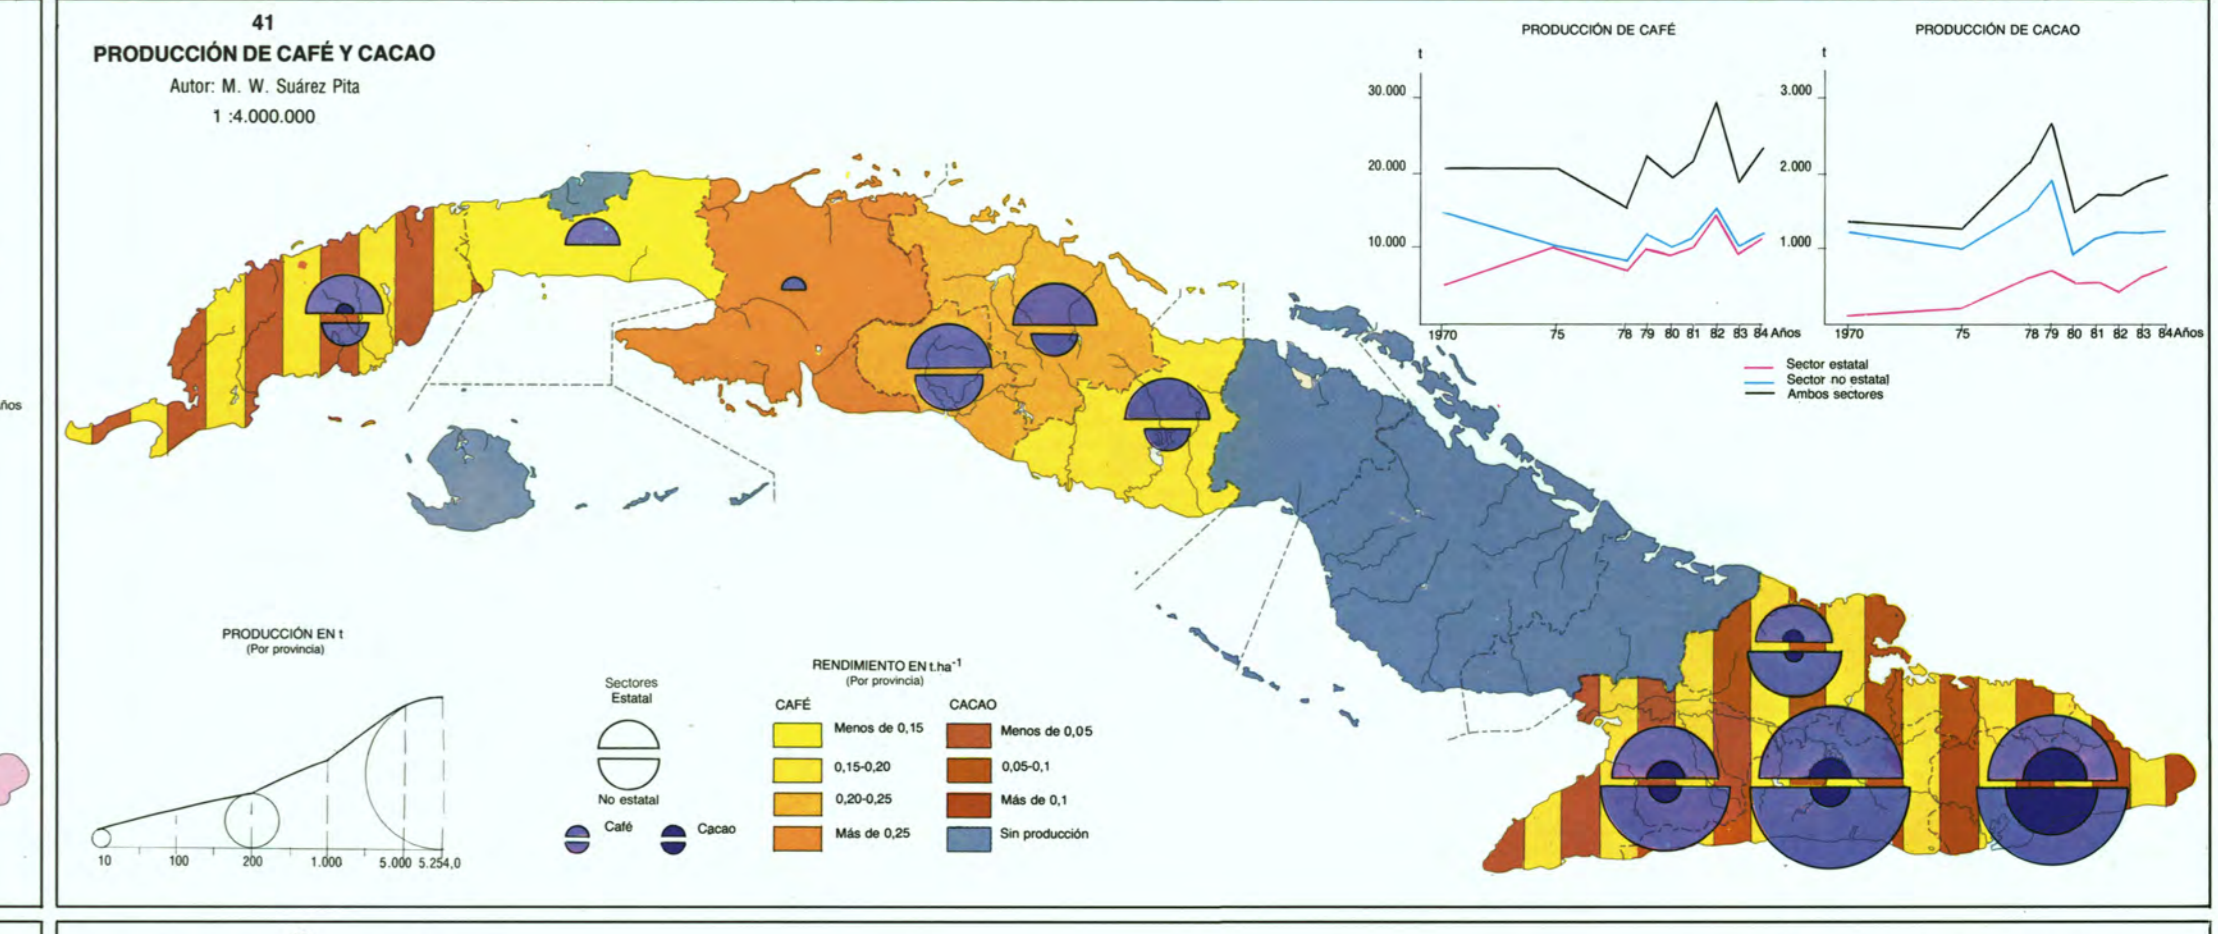 41
PRODUCCIÓN DE CAFÉ Y CACAO
Autor: M. W. Suárez Pita
1 :4.000.000
PRODUCCIÓN DE CAFÉ
t
30.000
20.000
10.000
1970 75 78 79 80 81 82 83 84 Años
PRODUCCIÓN DE CACAO
t
3.000
2.000
1.000
1970 75 78 79 80 81 82 83 84 Años
Sector estatal
Sector no estatal
Ambos sectores
ños
PRODUCCIÓN EN t
(Por provincia)
10 100 200 1.000 5.000 5.254,0
Sectores
Estatal
No estatal
Café Cacao
RENDIMIENTO EN t.ha⁻¹
(Por provincia)
CAFÉ CACAO
Menos de 0,15 Menos de 0,05
0,15-0,20 0,05-0,1
0,20-0,25 Más de 0,1
Más de 0,25 Sin producción